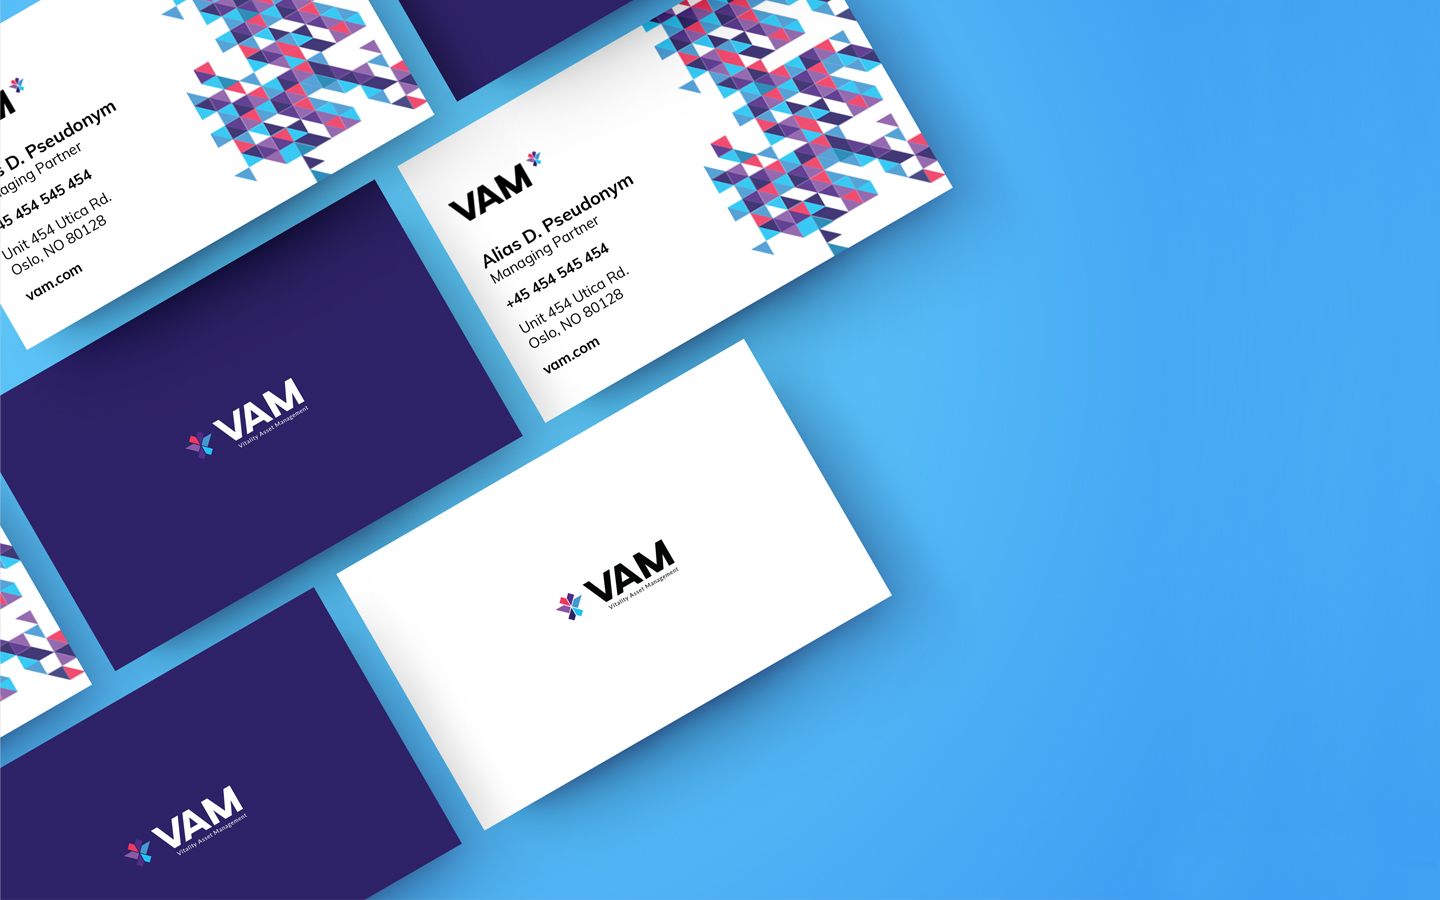 M
s D. Pseudonym
naging Partner
45 454 545 454
Unit 454 Utica Rd.
Oslo, NO 80128
vam.com
VAM
Alias D. Pseudonym
Managing Partner
+45 454 545 454
Unit 454 Utica Rd.
Oslo, NO 80128
vam.com
VAM
Vitality Asset Management
VAM
Vitality Asset Management
VAM
Vitality Asset Management